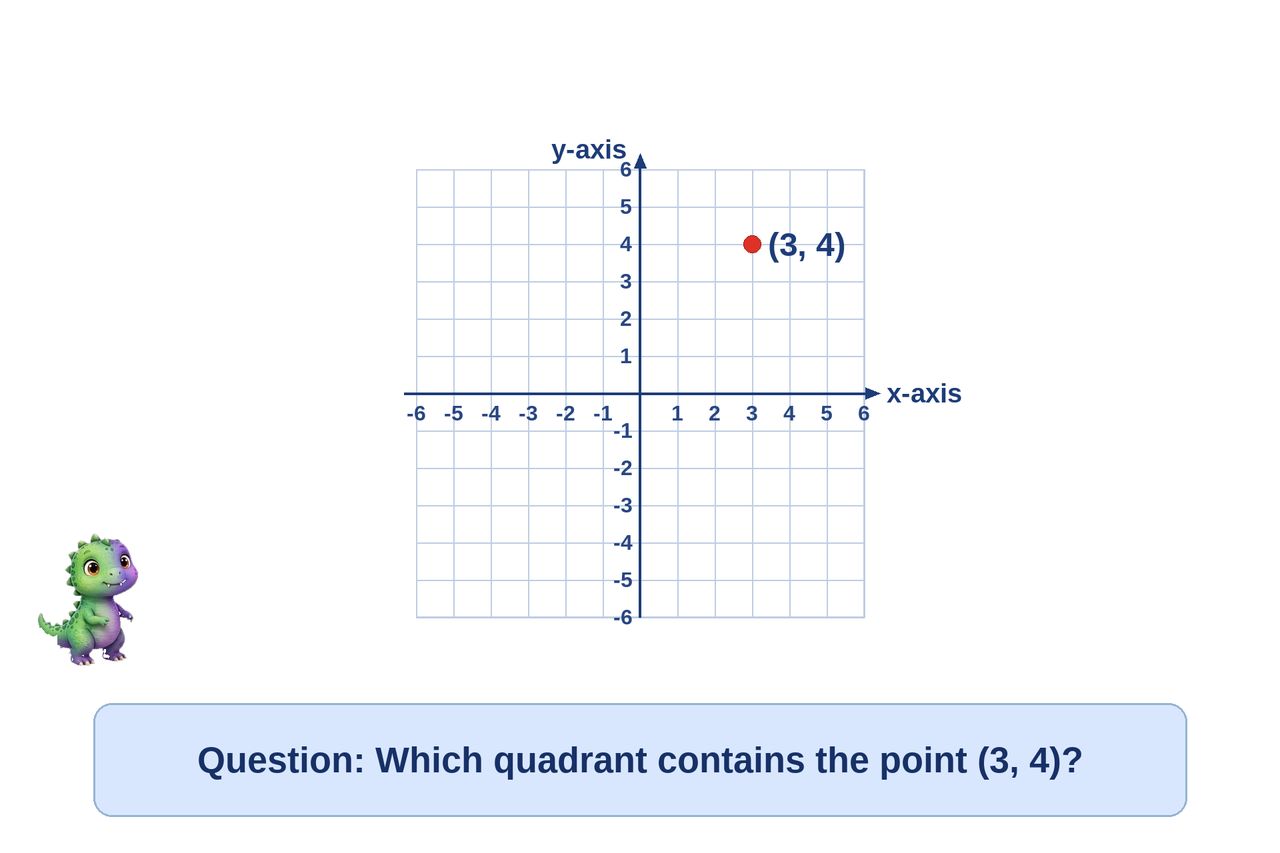 y-axis
6
5
4 (3, 4)
3
2
1
x-axis
-6 -5 -4 -3 -2 -1 1 2 3 4 5 6
-1
-2
-3
-4
-5
-6
Question: Which quadrant contains the point (3, 4)?